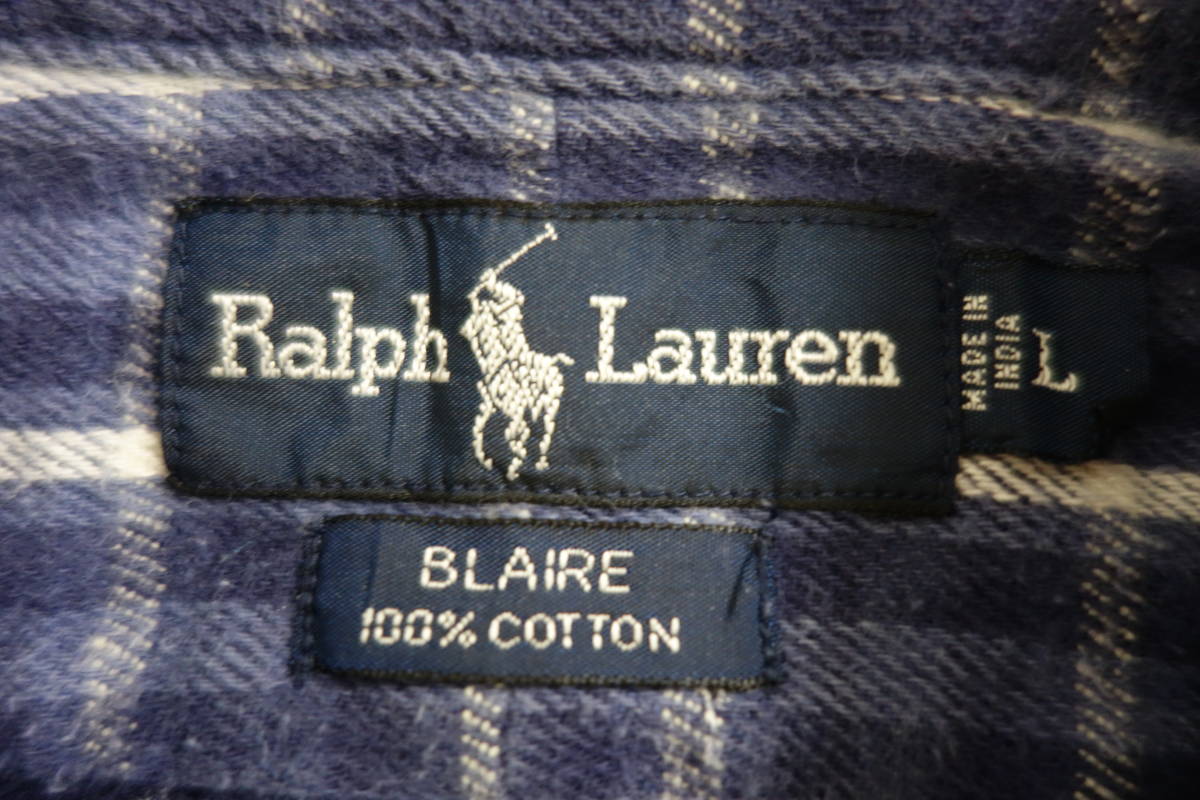 Ralph Lauren
MADE IN
INDIA
L
BLAIRE
100% COTTON